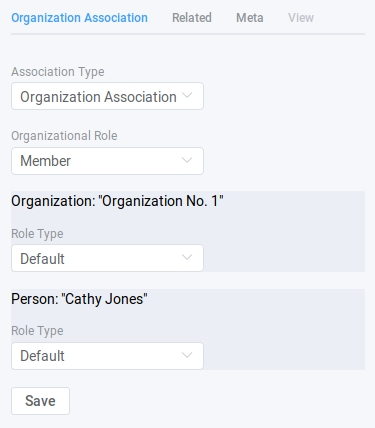 Organization Association Related Meta View
Association Type
Organization Association
Organizational Role
Member
Organization: "Organization No. 1"
Role Type
Default
Person: "Cathy Jones"
Role Type
Default
Save